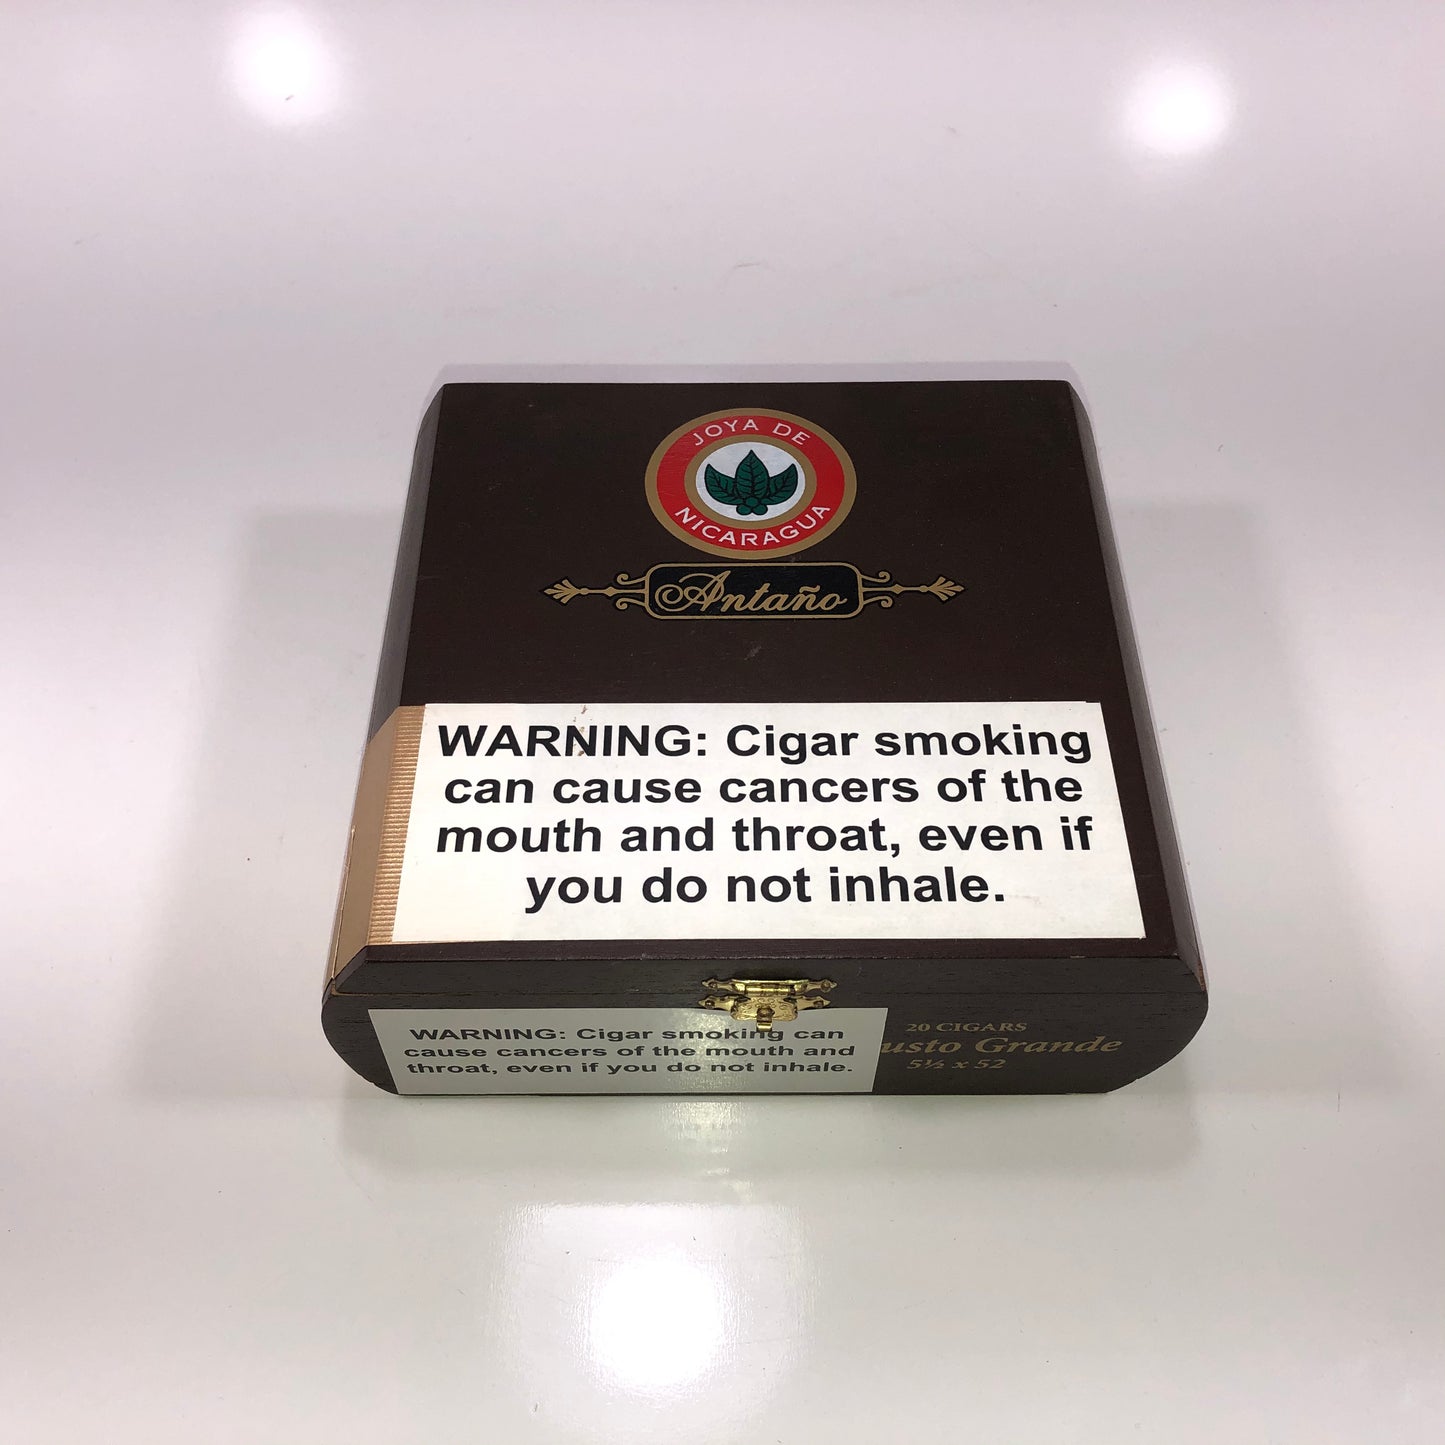 JOYA DE
NICARAGUA
Antaño
WARNING: Cigar smoking
can cause cancers of the
mouth and throat, even if
you do not inhale.
WARNING: Cigar smoking can
cause cancers of the mouth and
throat, even if you do not inhale.
20 CIGARS
usto Grande
5½ x 52